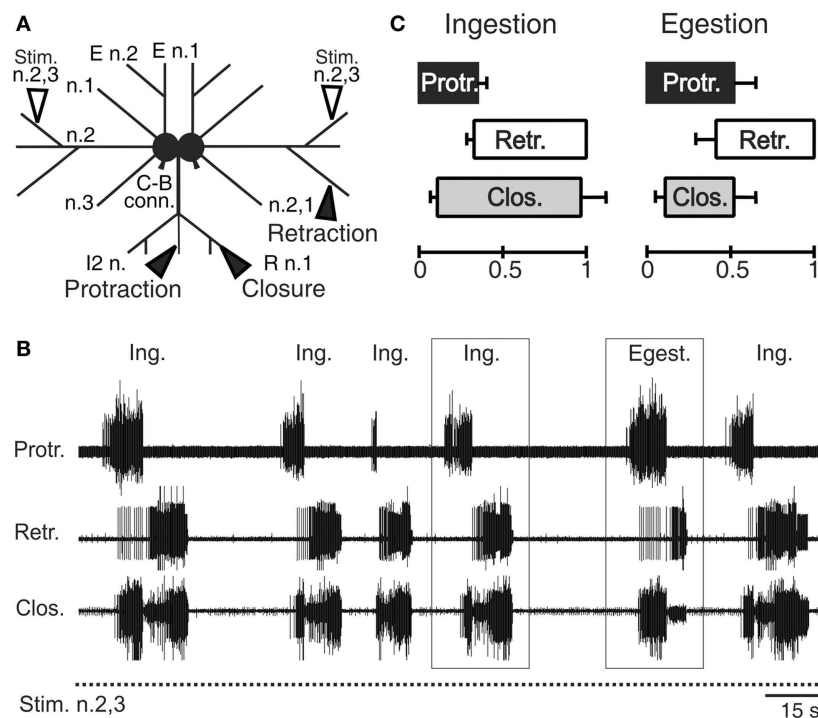 A
Stim.
n.2,3
E n.2
E n.1
Stim.
n.2,3
n.1
n.2
C-B
conn.
n.3
n.2,1
Retraction
I2 n.
R n.1
Protraction
Closure
C
Ingestion
Egestion
Protr.
Protr.
Retr.
Retr.
Clos.
Clos.
0 0.5 1
0 0.5 1
B
Ing. Ing. Ing. Ing. Egest. Ing.
Protr.
Retr.
Clos.
Stim. n.2,3
15 s